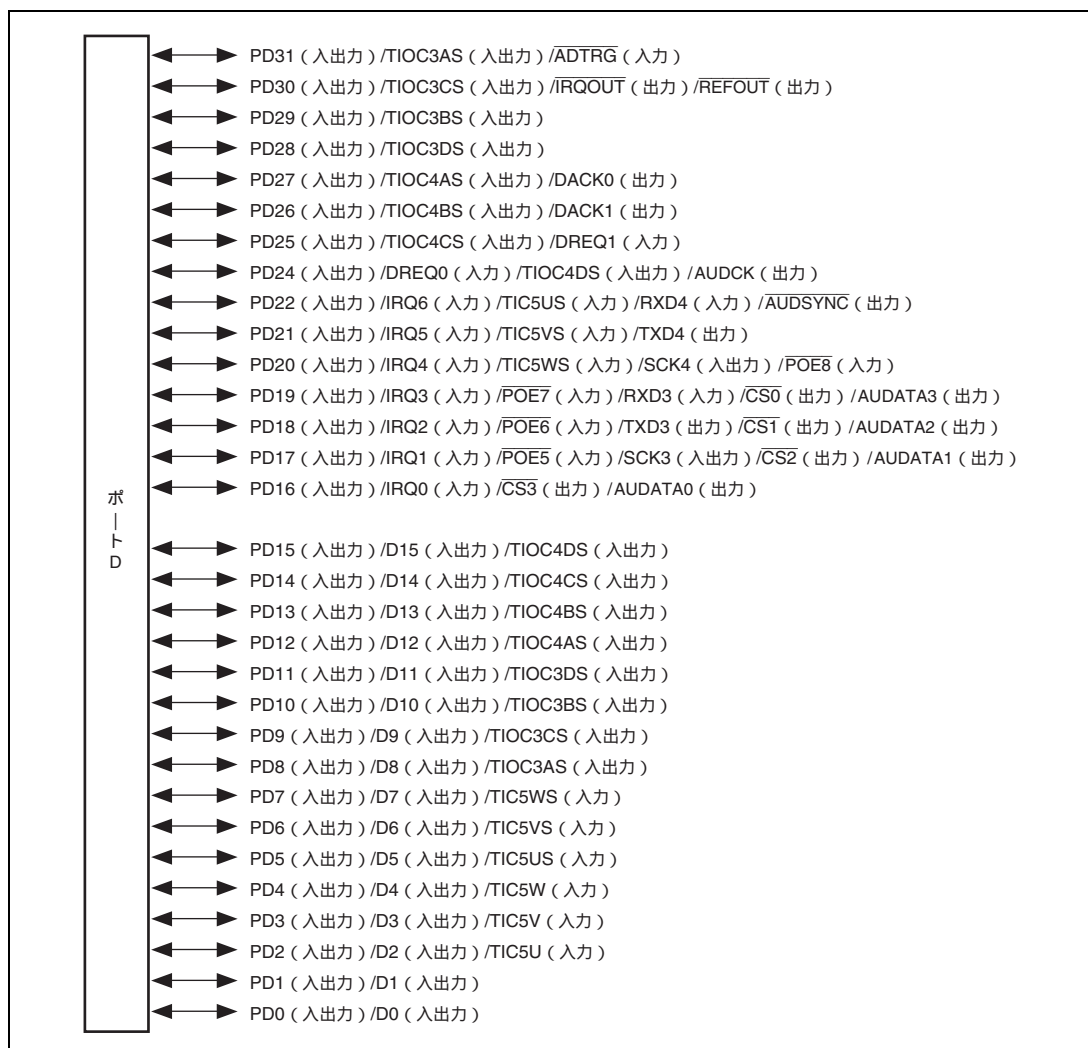 PD31（入出力）/TIOC3AS（入出力）/A̅D̅T̅R̅G̅（入力）
PD30（入出力）/TIOC3CS（入出力）/I̅R̅Q̅O̅U̅T̅（出力）/R̅E̅F̅O̅U̅T̅（出力）
PD29（入出力）/TIOC3BS（入出力）
PD28（入出力）/TIOC3DS（入出力）
PD27（入出力）/TIOC4AS（入出力）/DACK0（出力）
PD26（入出力）/TIOC4BS（入出力）/DACK1（出力）
PD25（入出力）/TIOC4CS（入出力）/DREQ1（入力）
PD24（入出力）/DREQ0（入力）/TIOC4DS（入出力）/AUDCK（出力）
PD22（入出力）/IRQ6（入力）/TIC5US（入力）/RXD4（入力）/A̅U̅D̅S̅Y̅N̅C̅（出力）
PD21（入出力）/IRQ5（入力）/TIC5VS（入力）/TXD4（出力）
PD20（入出力）/IRQ4（入力）/TIC5WS（入力）/SCK4（入出力）/P̅O̅E̅8̅（入力）
PD19（入出力）/IRQ3（入力）/P̅O̅E̅7̅（入力）/RXD3（入力）/C̅S̅0̅（出力）/AUDATA3（出力）
PD18（入出力）/IRQ2（入力）/P̅O̅E̅6̅（入力）/TXD3（出力）/C̅S̅1̅（出力）/AUDATA2（出力）
PD17（入出力）/IRQ1（入力）/P̅O̅E̅5̅（入力）/SCK3（入出力）/C̅S̅2̅（出力）/AUDATA1（出力）
PD16（入出力）/IRQ0（入力）/C̅S̅3̅（出力）/AUDATA0（出力）
ポートD
PD15（入出力）/D15（入出力）/TIOC4DS（入出力）
PD14（入出力）/D14（入出力）/TIOC4CS（入出力）
PD13（入出力）/D13（入出力）/TIOC4BS（入出力）
PD12（入出力）/D12（入出力）/TIOC4AS（入出力）
PD11（入出力）/D11（入出力）/TIOC3DS（入出力）
PD10（入出力）/D10（入出力）/TIOC3BS（入出力）
PD9（入出力）/D9（入出力）/TIOC3CS（入出力）
PD8（入出力）/D8（入出力）/TIOC3AS（入出力）
PD7（入出力）/D7（入出力）/TIC5WS（入力）
PD6（入出力）/D6（入出力）/TIC5VS（入力）
PD5（入出力）/D5（入出力）/TIC5US（入力）
PD4（入出力）/D4（入出力）/TIC5W（入力）
PD3（入出力）/D3（入出力）/TIC5V（入力）
PD2（入出力）/D2（入出力）/TIC5U（入力）
PD1（入出力）/D1（入出力）
PD0（入出力）/D0（入出力）